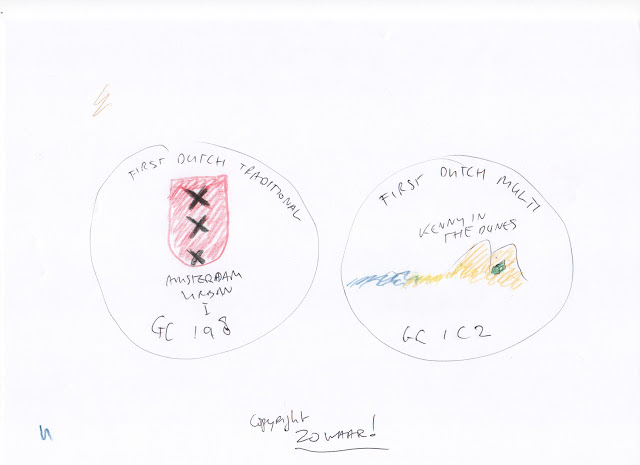 FIRST DUTCH TRADITIONAL
AMSTERDAM
URBAN
I
GC 198
FIRST DUTCH MULTI
KENNY IN
THE DUNES
GC 1C2
Copyright
ZOWAAR!